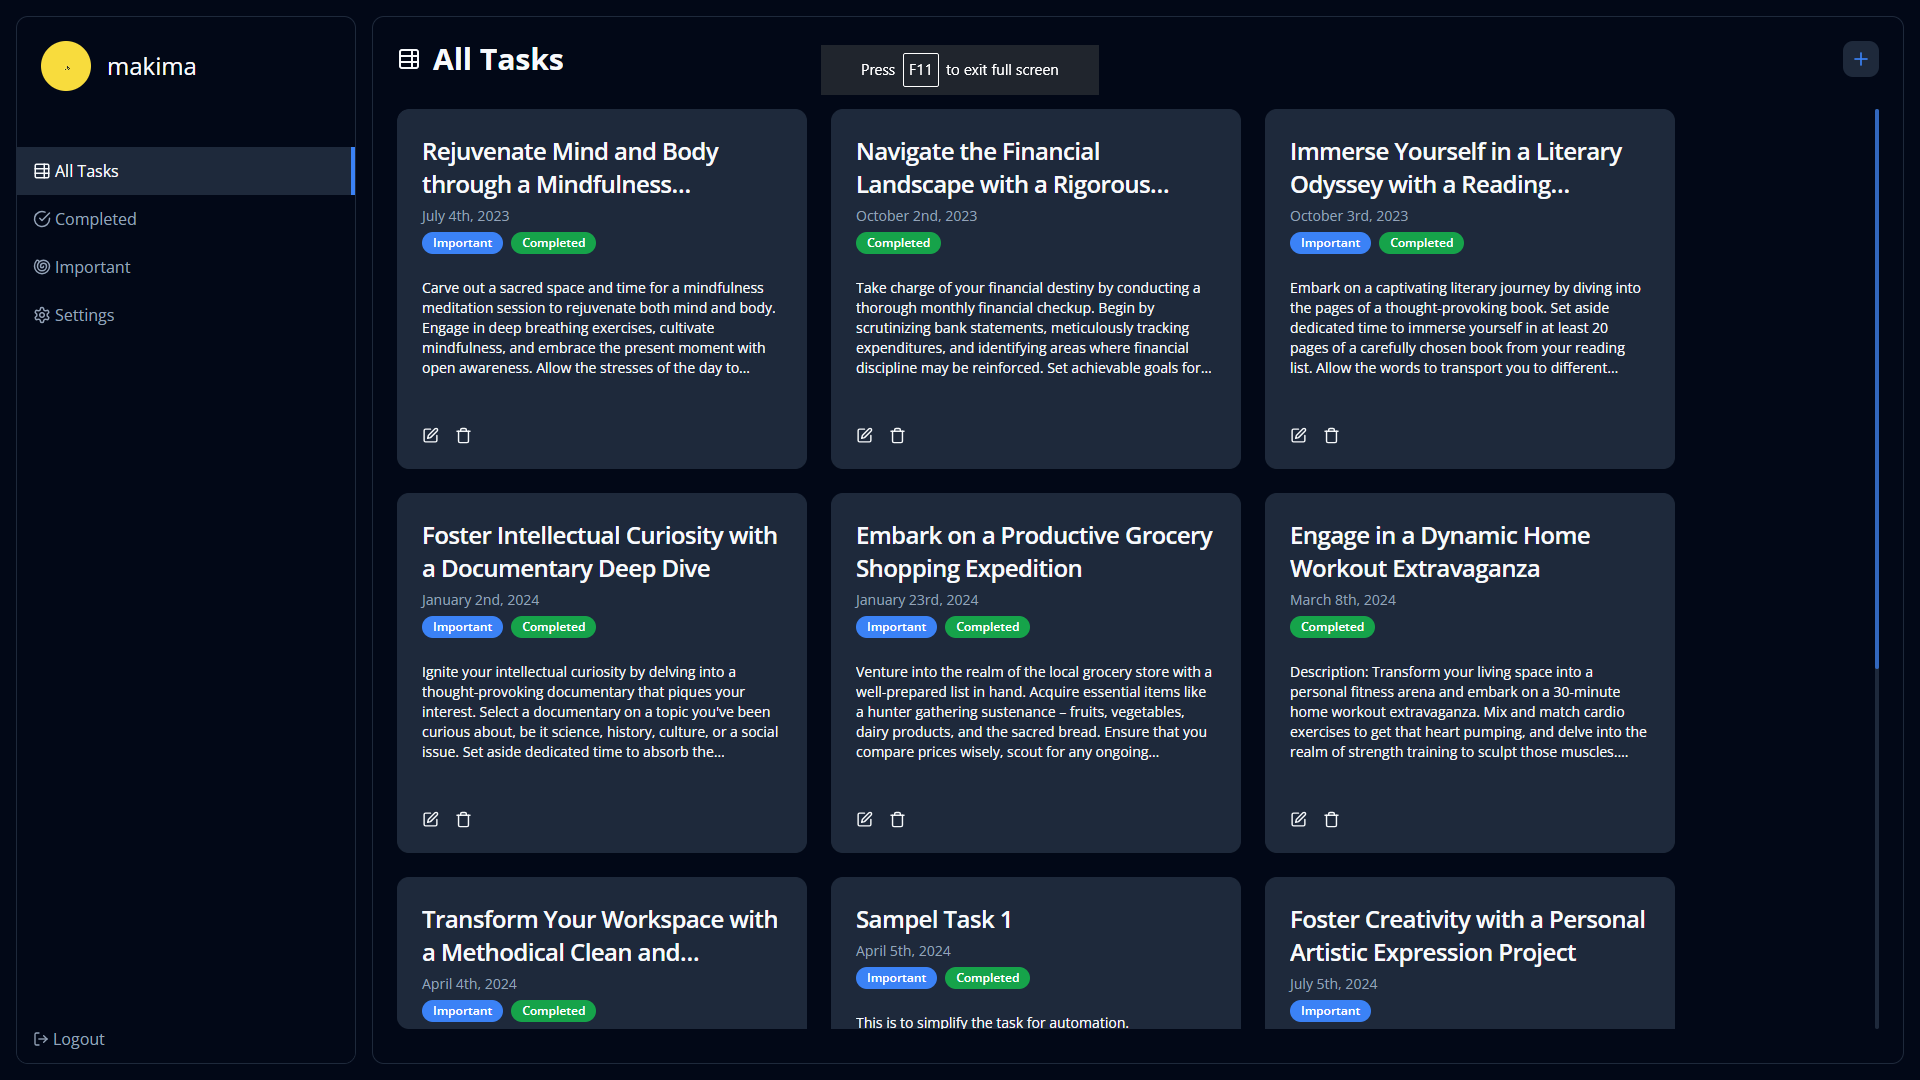 makima
All Tasks
Completed
Important
Settings
Logout
All Tasks
Press F11 to exit full screen
Rejuvenate Mind and Body
through a Mindfulness...
July 4th, 2023
Important Completed
Carve out a sacred space and time for a mindfulness
meditation session to rejuvenate both mind and body.
Engage in deep breathing exercises, cultivate
mindfulness, and embrace the present moment with
open awareness. Allow the stresses of the day to...
Navigate the Financial
Landscape with a Rigorous...
October 2nd, 2023
Completed
Take charge of your financial destiny by conducting a
thorough monthly financial checkup. Begin by
scrutinizing bank statements, meticulously tracking
expenditures, and identifying areas where financial
discipline may be reinforced. Set achievable goals for...
Immerse Yourself in a Literary
Odyssey with a Reading...
October 3rd, 2023
Important Completed
Embark on a captivating literary journey by diving into
the pages of a thought-provoking book. Set aside
dedicated time to immerse yourself in at least 20
pages of a carefully chosen book from your reading
list. Allow the words to transport you to different...
Foster Intellectual Curiosity with
a Documentary Deep Dive
January 2nd, 2024
Important Completed
Ignite your intellectual curiosity by delving into a
thought-provoking documentary that piques your
interest. Select a documentary on a topic you've been
curious about, be it science, history, culture, or a social
issue. Set aside dedicated time to absorb the...
Embark on a Productive Grocery
Shopping Expedition
January 23rd, 2024
Important Completed
Venture into the realm of the local grocery store with a
well-prepared list in hand. Acquire essential items like
a hunter gathering sustenance – fruits, vegetables,
dairy products, and the sacred bread. Ensure that you
compare prices wisely, scout for any ongoing...
Engage in a Dynamic Home
Workout Extravaganza
March 8th, 2024
Completed
Description: Transform your living space into a
personal fitness arena and embark on a 30-minute
home workout extravaganza. Mix and match cardio
exercises to get that heart pumping, and delve into the
realm of strength training to sculpt those muscles....
Transform Your Workspace with
a Methodical Clean and...
April 4th, 2024
Important Completed
Sampel Task 1
April 5th, 2024
Important Completed
This is to simplify the task for automation.
Foster Creativity with a Personal
Artistic Expression Project
July 5th, 2024
Important